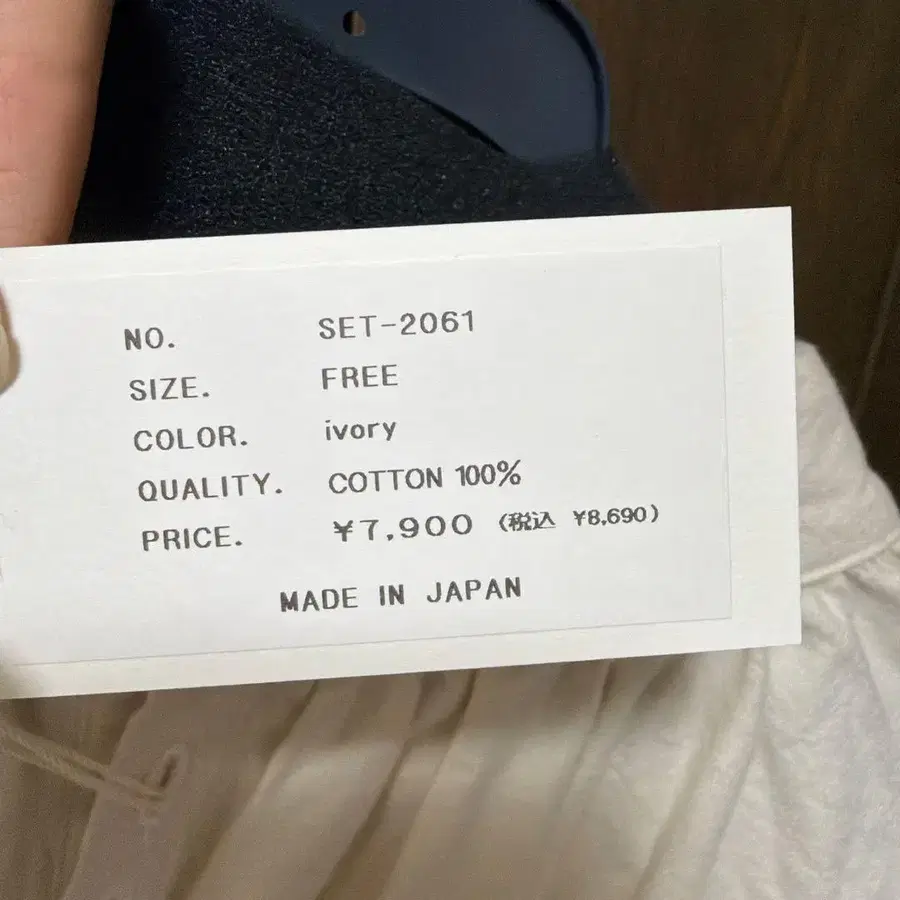 NO. SET-2061
SIZE. FREE
COLOR. ivory
QUALITY. COTTON 100%
PRICE. ¥7,900 (税込 ¥8,690)
MADE IN JAPAN